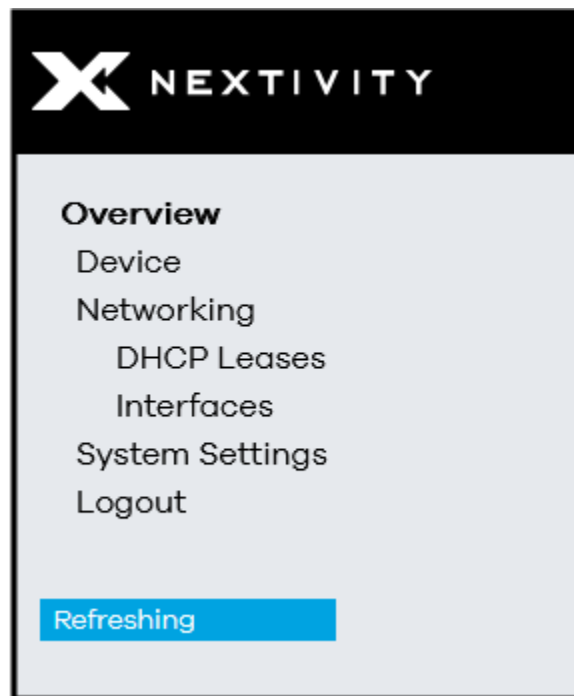 NEXTIVITY
Overview
Device
Networking
DHCP Leases
Interfaces
System Settings
Logout
Refreshing